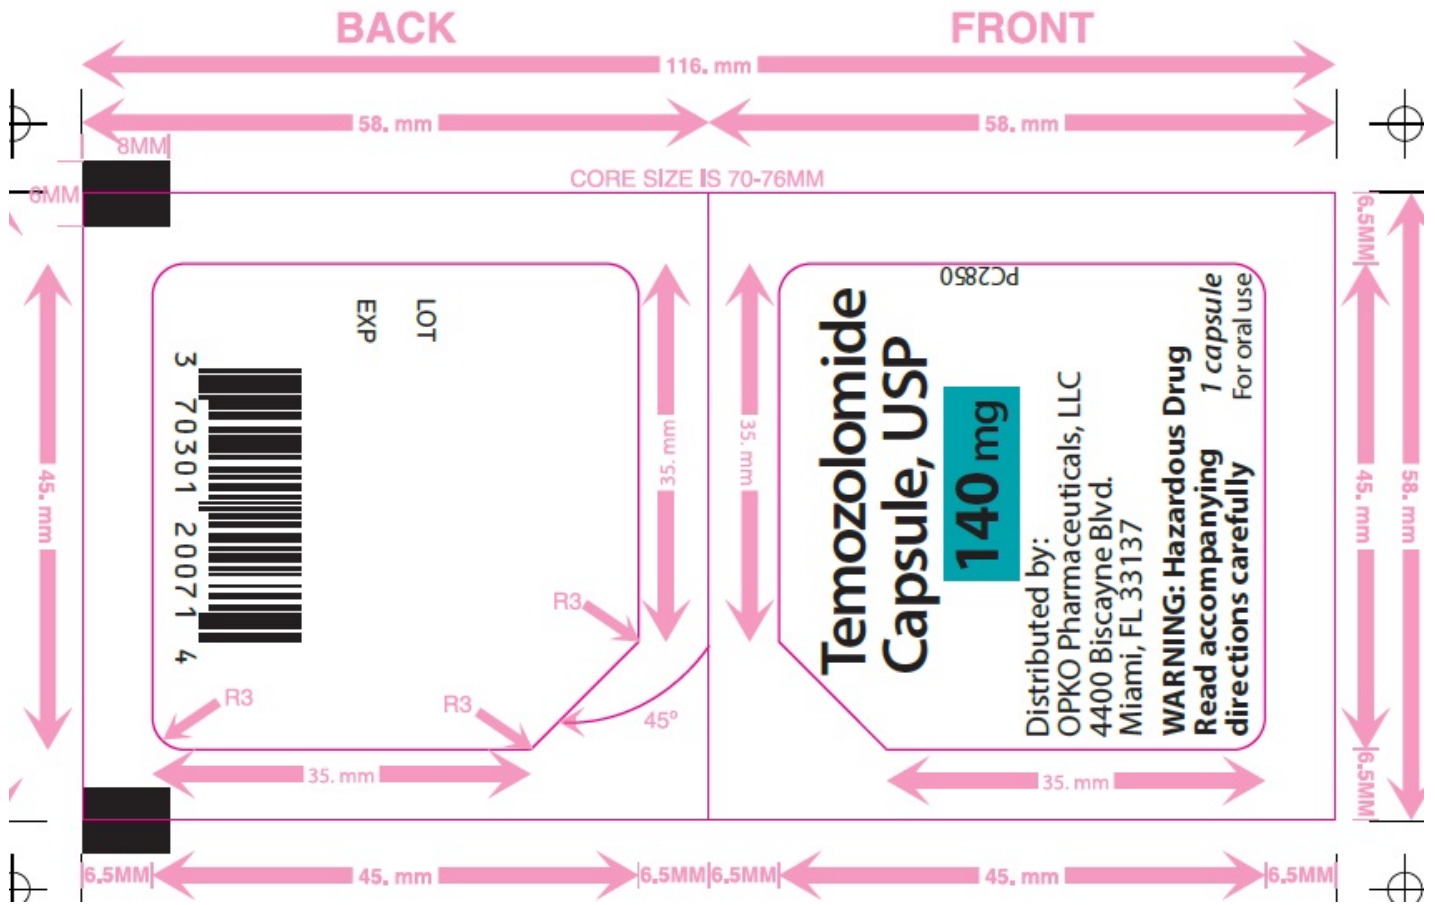 BACK
FRONT
116. mm
58. mm
58. mm
8MM
6MM
CORE SIZE IS 70-76MM
6.5MM
45. mm
EXP
LOT
3 70301 20071 4
35. mm
R3
R3
R3
45º
35. mm
35. mm
PC2850
Temozolomide
Capsule, USP
140 mg
Distributed by:
OPKO Pharmaceuticals, LLC
4400 Biscayne Blvd.
Miami, FL 33137
WARNING: Hazardous Drug
Read accompanying
directions carefully
1 capsule
For oral use
35. mm
45. mm
58. mm
6.5MM
6.5MM
45. mm
6.5MM
6.5MM
45. mm
6.5MM